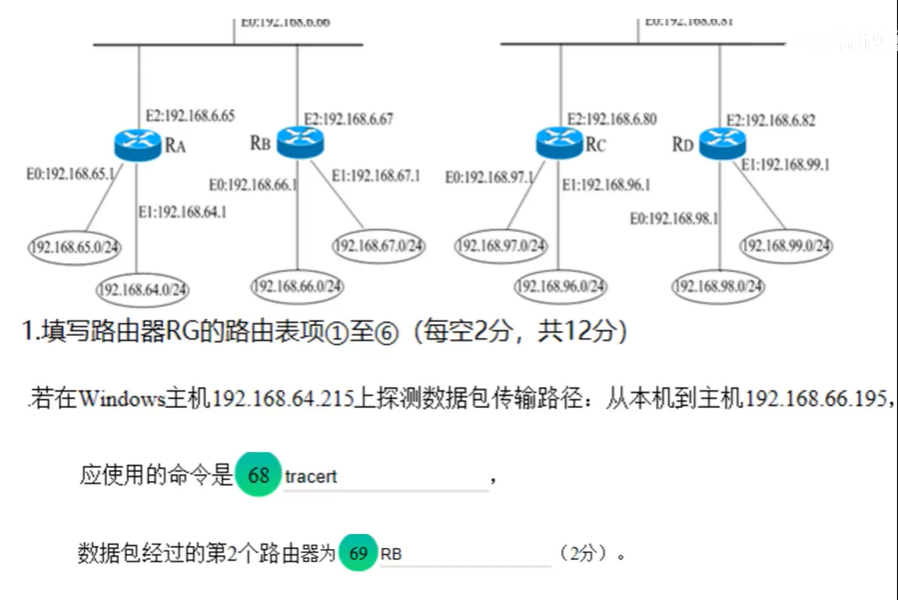 E0:192.168.6.66 E0:192.168.6.81
E2:192.168.6.65 E2:192.168.6.67 E2:192.168.6.80 E2:192.168.6.82
RA RB RC RD
E0:192.168.65.1 E0:192.168.66.1 E1:192.168.67.1 E0:192.168.97.1 E1:192.168.96.1 E1:192.168.99.1
E1:192.168.64.1 E0:192.168.98.1
192.168.65.0/24 192.168.67.0/24 192.168.97.0/24 192.168.99.0/24
192.168.64.0/24 192.168.66.0/24 192.168.96.0/24 192.168.98.0/24
1.填写路由器RG的路由表项①至⑥（每空2分，共12分）
.若在Windows主机192.168.64.215上探测数据包传输路径：从本机到主机192.168.66.195，
应使用的命令是 68 tracert ，
数据包经过的第2个路由器为 69 RB （2分）。